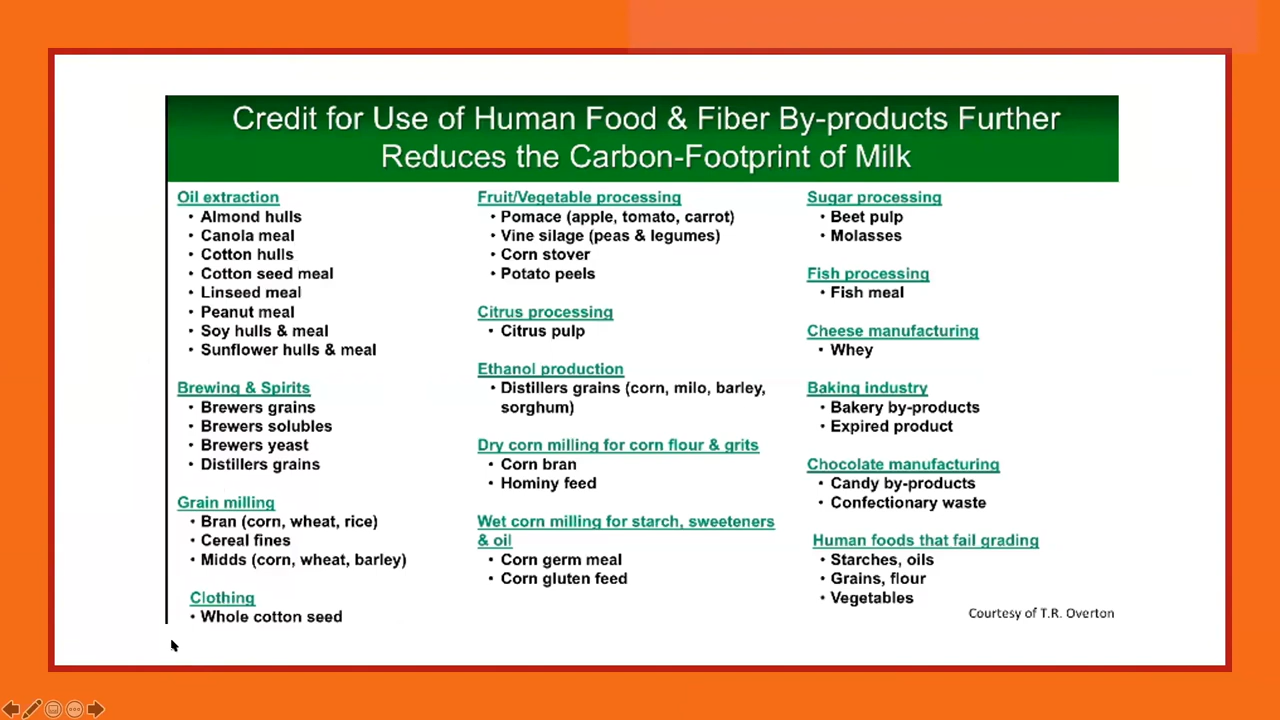 Credit for Use of Human Food & Fiber By-products Further
Reduces the Carbon-Footprint of Milk
Oil extraction
• Almond hulls
• Canola meal
• Cotton hulls
• Cotton seed meal
• Linseed meal
• Peanut meal
• Soy hulls & meal
• Sunflower hulls & meal
Brewing & Spirits
• Brewers grains
• Brewers solubles
• Brewers yeast
• Distillers grains
Grain milling
• Bran (corn, wheat, rice)
• Cereal fines
• Midds (corn, wheat, barley)
Clothing
• Whole cotton seed
Fruit/Vegetable processing
• Pomace (apple, tomato, carrot)
• Vine silage (peas & legumes)
• Corn stover
• Potato peels
Citrus processing
• Citrus pulp
Ethanol production
• Distillers grains (corn, milo, barley,
sorghum)
Dry corn milling for corn flour & grits
• Corn bran
• Hominy feed
Wet corn milling for starch, sweeteners
& oil
• Corn germ meal
• Corn gluten feed
Sugar processing
• Beet pulp
• Molasses
Fish processing
• Fish meal
Cheese manufacturing
• Whey
Baking industry
• Bakery by-products
• Expired product
Chocolate manufacturing
• Candy by-products
• Confectionary waste
Human foods that fail grading
• Starches, oils
• Grains, flour
• Vegetables
Courtesy of T.R. Overton